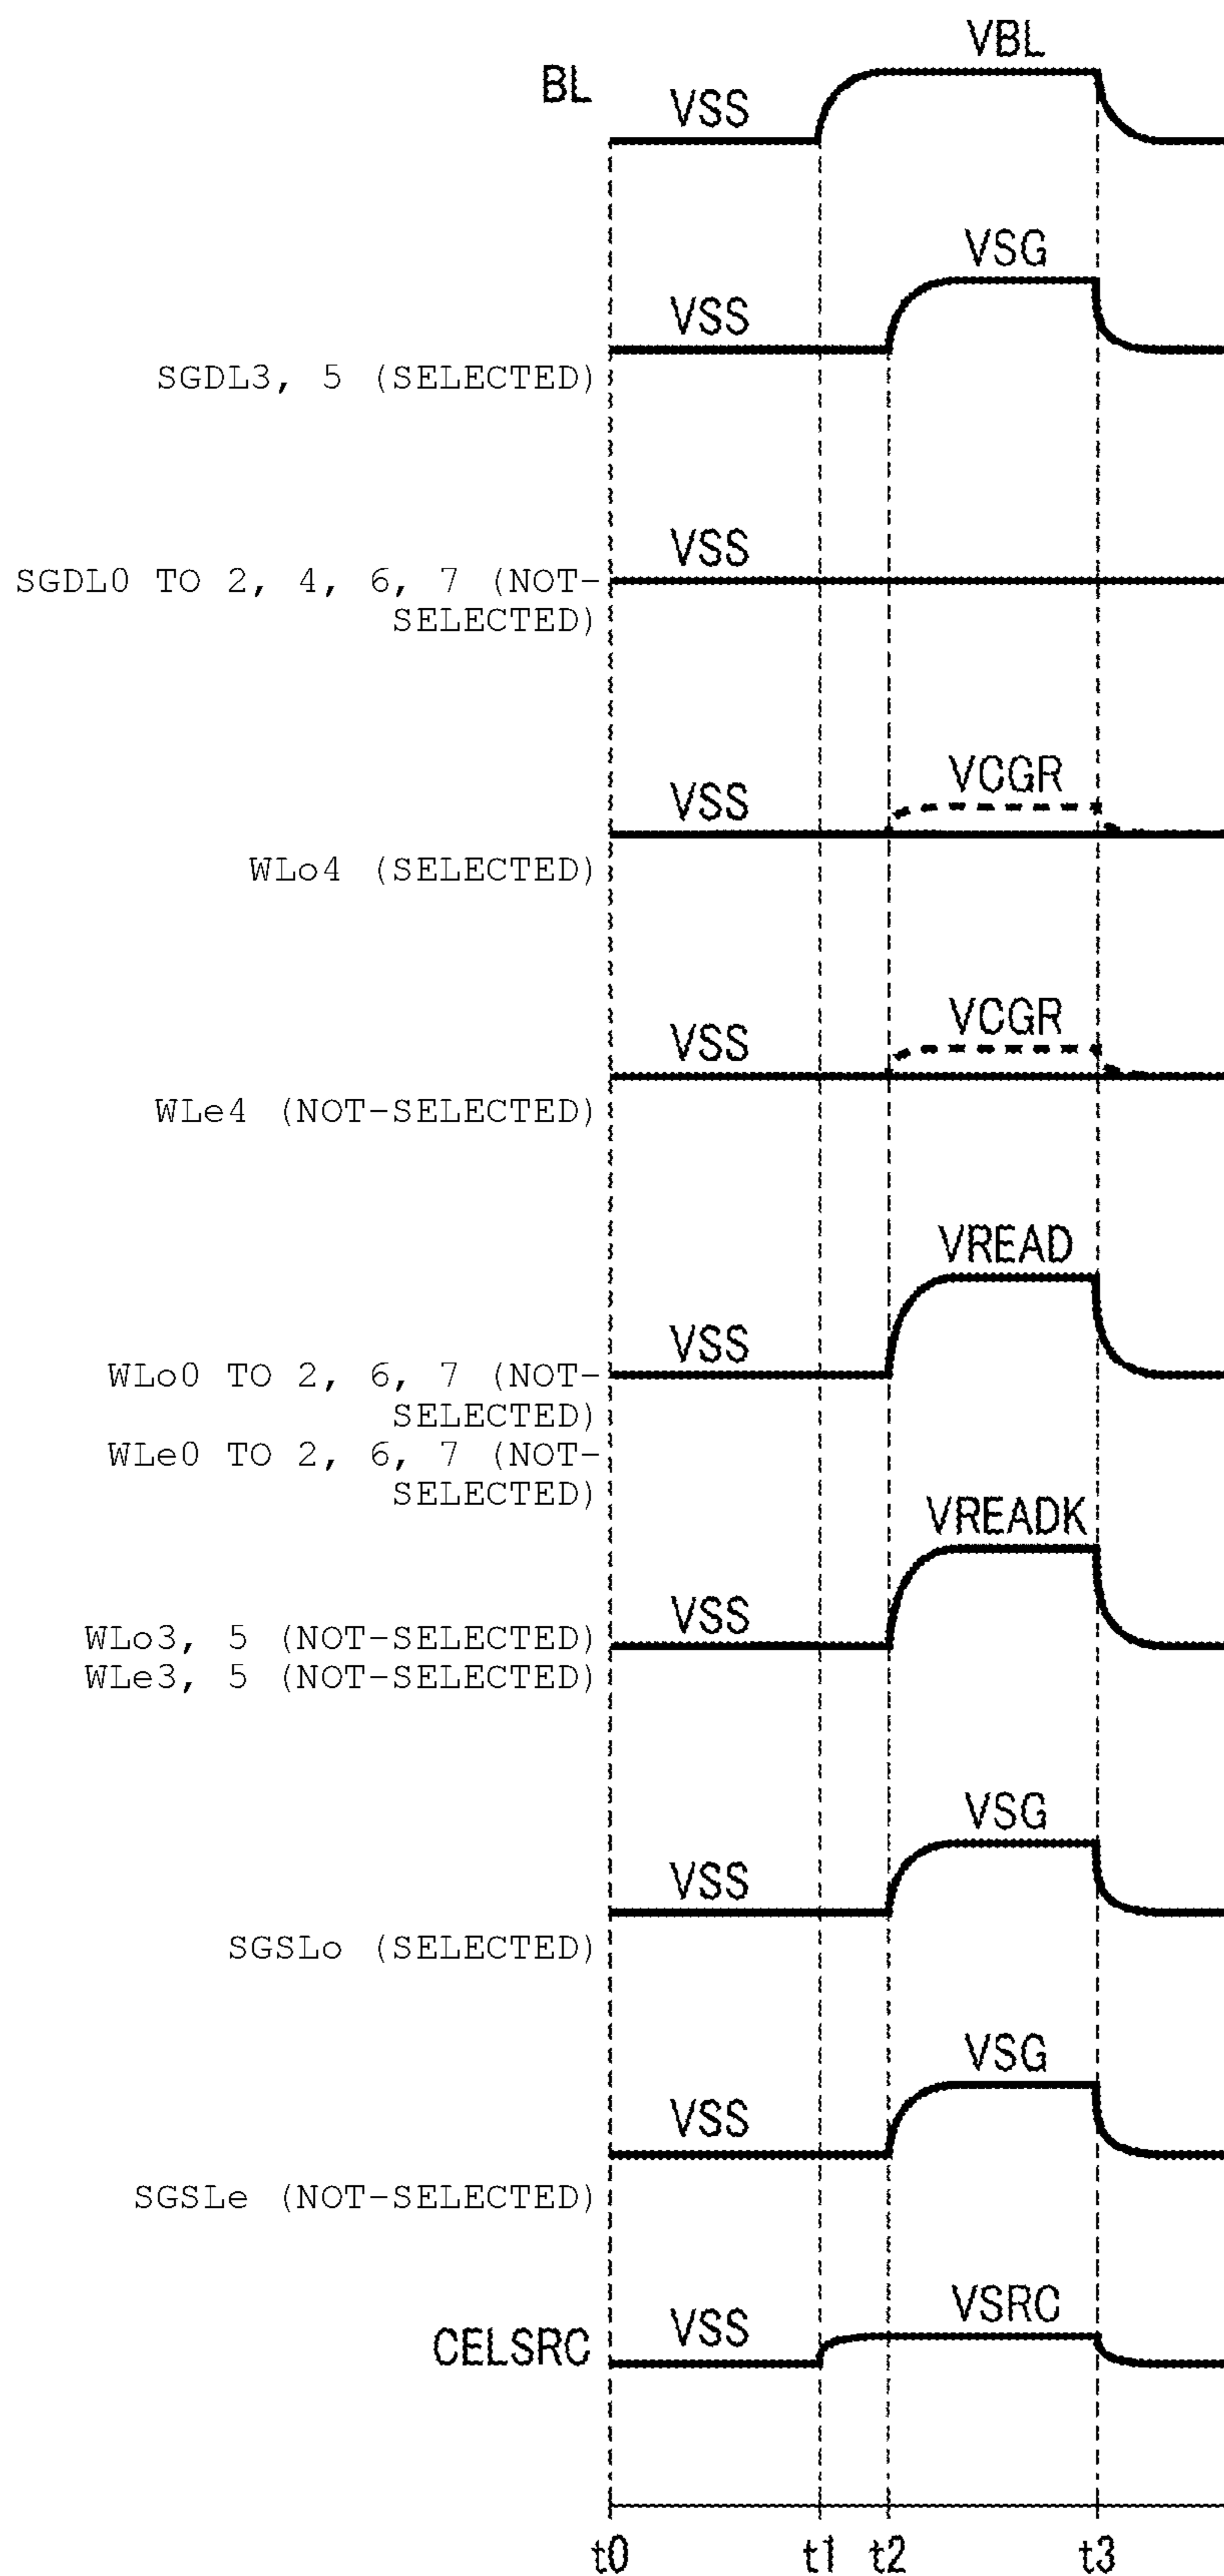 VBL
BL
VSS
VSG
VSS
SGDL3, 5 (SELECTED)
VSS
SGDL0 TO 2, 4, 6, 7 (NOT-
SELECTED)
VCGR
VSS
WLo4 (SELECTED)
VCGR
VSS
WLe4 (NOT-SELECTED)
VREAD
VSS
WLo0 TO 2, 6, 7 (NOT-
SELECTED)
WLe0 TO 2, 6, 7 (NOT-
SELECTED)
VREADK
VSS
WLo3, 5 (NOT-SELECTED)
WLe3, 5 (NOT-SELECTED)
VSG
VSS
SGSLo (SELECTED)
VSG
VSS
SGSLe (NOT-SELECTED)
VSRC
VSS
CELSRC
t0 t1 t2 t3